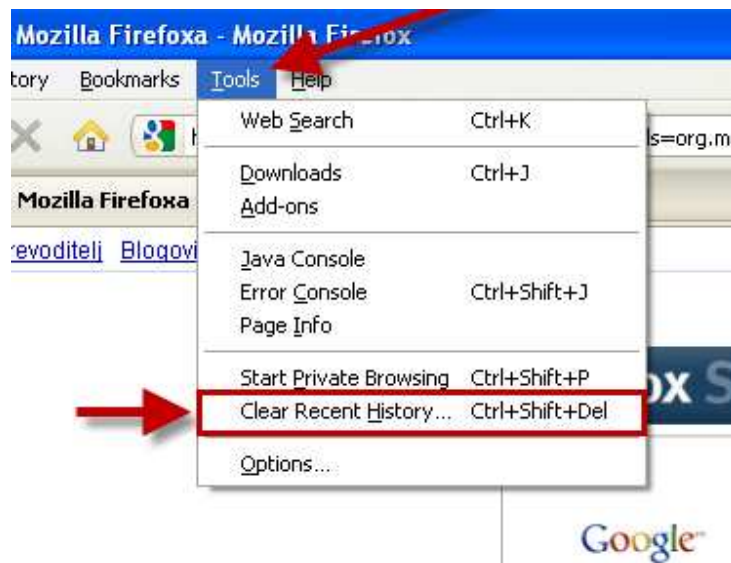 Mozilla Firefoxa - Mozilla Firefox
tory Bookmarks Tools Help
ls=org.m
Web Search Ctrl+K
Mozilla Firefoxa
Downloads Ctrl+J
Add-ons
revoditelj Blogovi
Java Console
Error Console Ctrl+Shift+J
Page Info
Start Private Browsing Ctrl+Shift+P
ox S
Clear Recent History... Ctrl+Shift+Del
Options...
Google